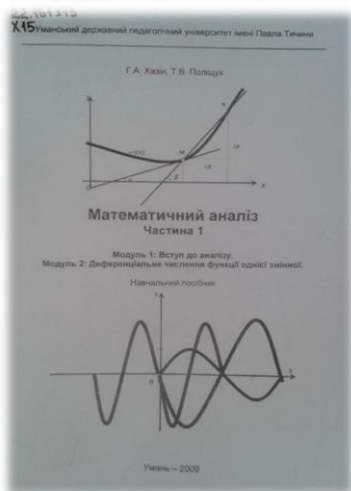 Х15
Уманський державний педагогічний університет імені Павла Тичини
Г.А. Хазін, Т.В. Поліщук
Математичний аналіз
Частина 1
Модуль 1: Вступ до аналізу.
Модуль 2: Диференціальне числення функції однієї змінної.
Навчальний посібник
Умань – 2009